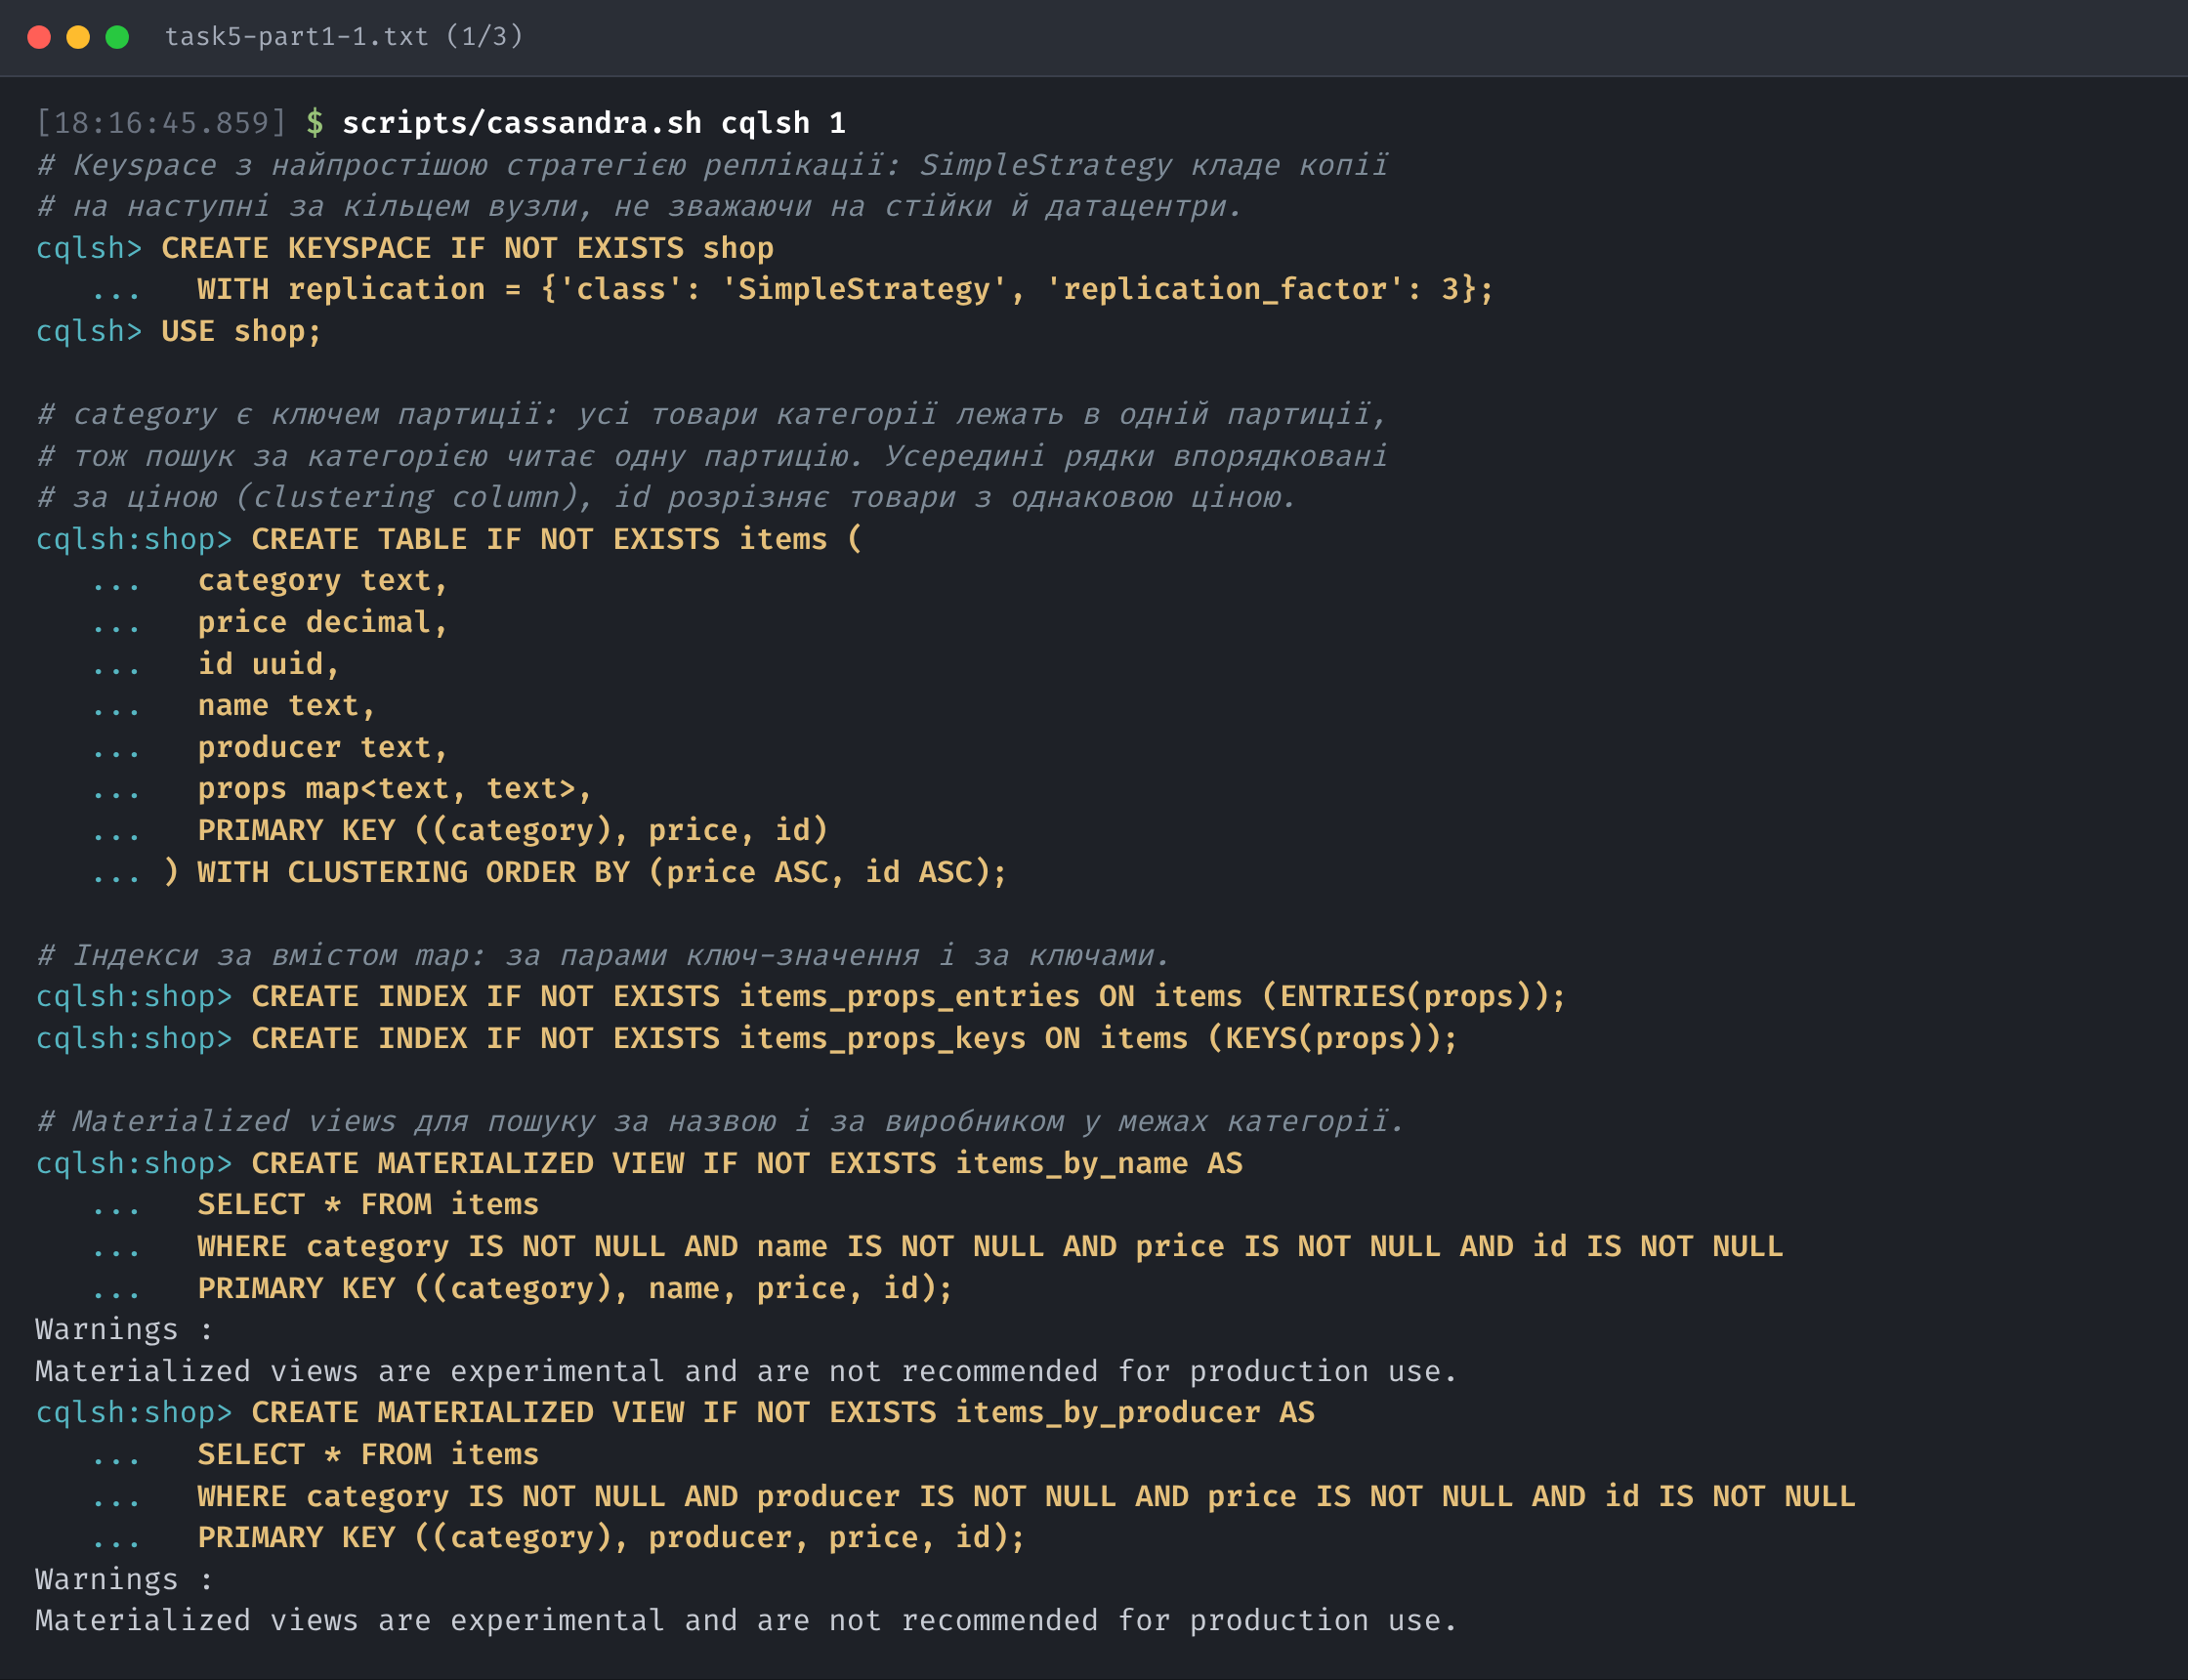 task5-part1-1.txt (1/3)
[18:16:45.859] $ scripts/cassandra.sh cqlsh 1
# Keyspace з найпростішою стратегією реплікації: SimpleStrategy кладе копії
# на наступні за кільцем вузли, не зважаючи на стійки й датацентри.
cqlsh> CREATE KEYSPACE IF NOT EXISTS shop
   ...   WITH replication = {'class': 'SimpleStrategy', 'replication_factor': 3};
cqlsh> USE shop;
# category є ключем партиції: усі товари категорії лежать в одній партиції,
# тож пошук за категорією читає одну партицію. Усередині рядки впорядковані
# за ціною (clustering column), id розрізняє товари з однаковою ціною.
cqlsh:shop> CREATE TABLE IF NOT EXISTS items (
   ...   category text,
   ...   price decimal,
   ...   id uuid,
   ...   name text,
   ...   producer text,
   ...   props map<text, text>,
   ...   PRIMARY KEY ((category), price, id)
   ... ) WITH CLUSTERING ORDER BY (price ASC, id ASC);
# Індекси за вмістом map: за парами ключ-значення і за ключами.
cqlsh:shop> CREATE INDEX IF NOT EXISTS items_props_entries ON items (ENTRIES(props));
cqlsh:shop> CREATE INDEX IF NOT EXISTS items_props_keys ON items (KEYS(props));
# Materialized views для пошуку за назвою і за виробником у межах категорії.
cqlsh:shop> CREATE MATERIALIZED VIEW IF NOT EXISTS items_by_name AS
   ...   SELECT * FROM items
   ...   WHERE category IS NOT NULL AND name IS NOT NULL AND price IS NOT NULL AND id IS NOT NULL
   ...   PRIMARY KEY ((category), name, price, id);
Warnings :
Materialized views are experimental and are not recommended for production use.
cqlsh:shop> CREATE MATERIALIZED VIEW IF NOT EXISTS items_by_producer AS
   ...   SELECT * FROM items
   ...   WHERE category IS NOT NULL AND producer IS NOT NULL AND price IS NOT NULL AND id IS NOT NULL
   ...   PRIMARY KEY ((category), producer, price, id);
Warnings :
Materialized views are experimental and are not recommended for production use.